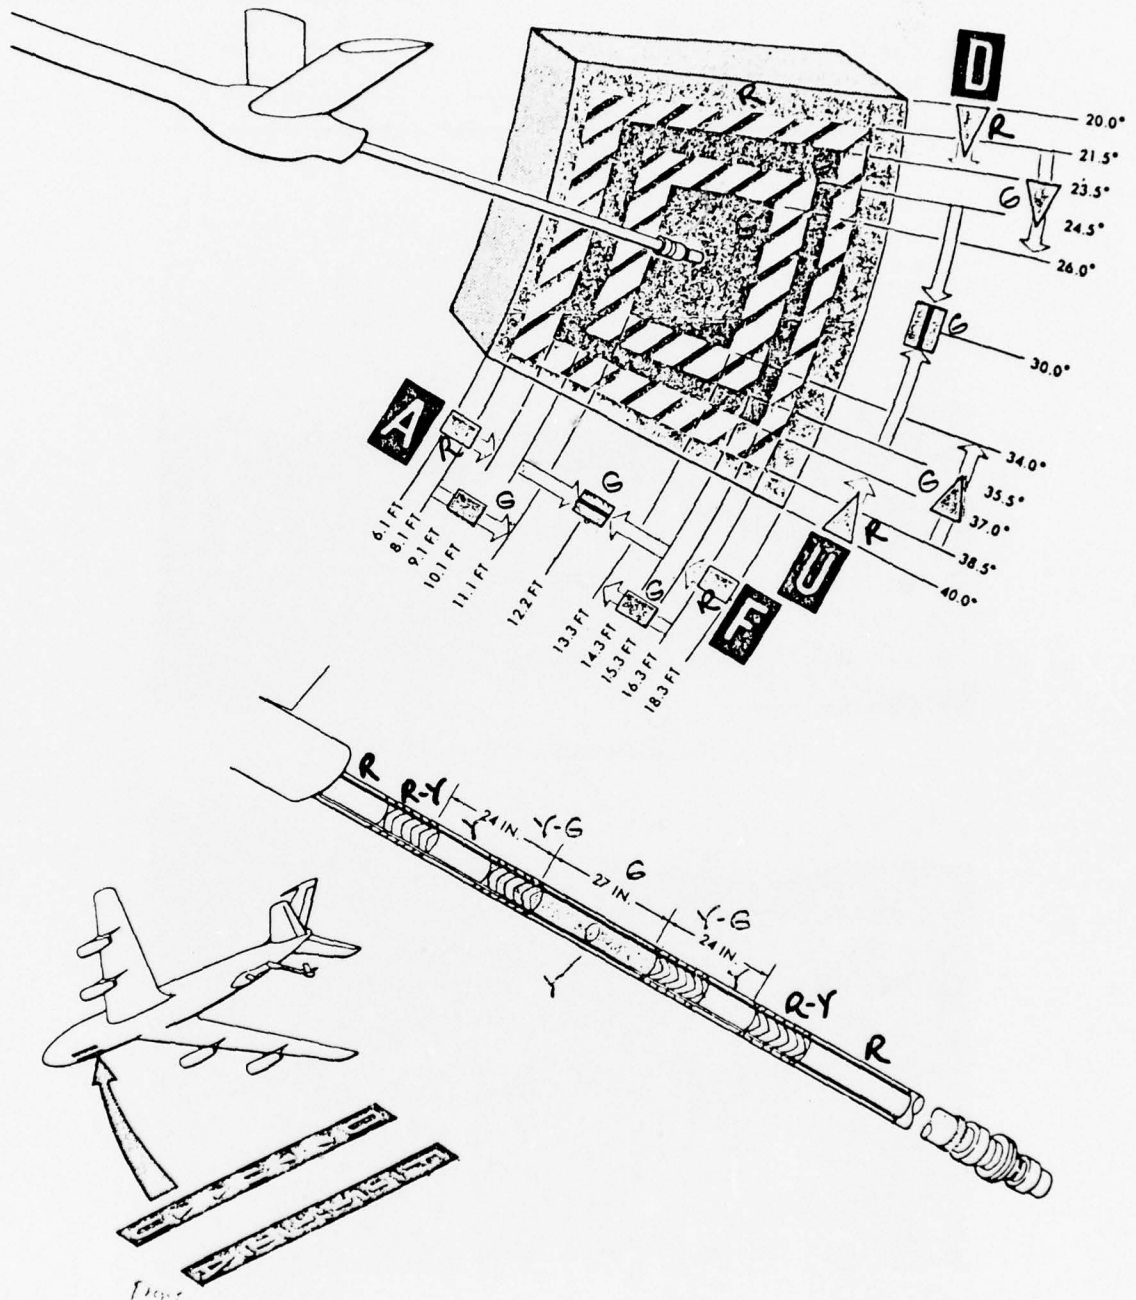 D
R
R
20.0°
21.5°
G
23.5°
24.5°
26.0°
G
G
30.0°
34.0°
G
35.5°
37.0°
38.5°
40.0°
R
U
A
R
G
G
G
R
F
6.1 FT
8.1 FT
9.1 FT
10.1 FT
11.1 FT
12.2 FT
13.3 FT
14.3 FT
15.3 FT
16.3 FT
18.3 FT
R
R-Y
24 IN.
Y
Y-G
G
27 IN.
Y-G
24 IN.
Y
Y
R-Y
R